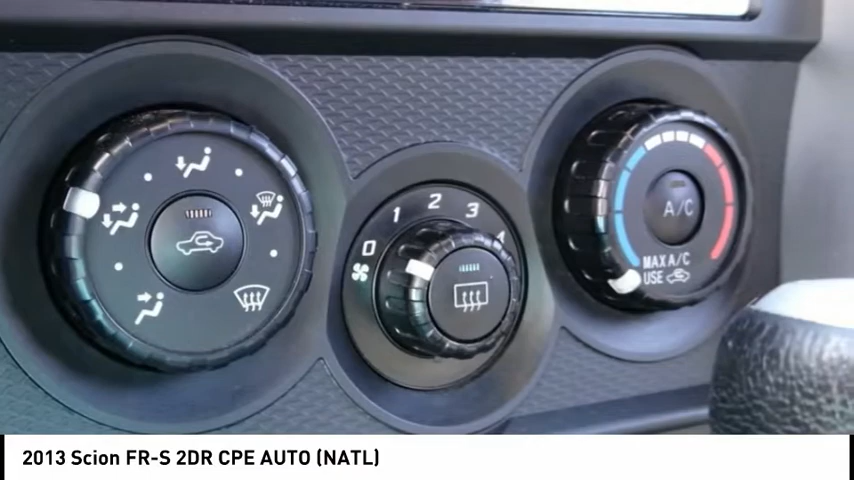 0 1 2 3 4
A/C
MAX A/C
USE
2013 Scion FR-S 2DR CPE AUTO (NATL)